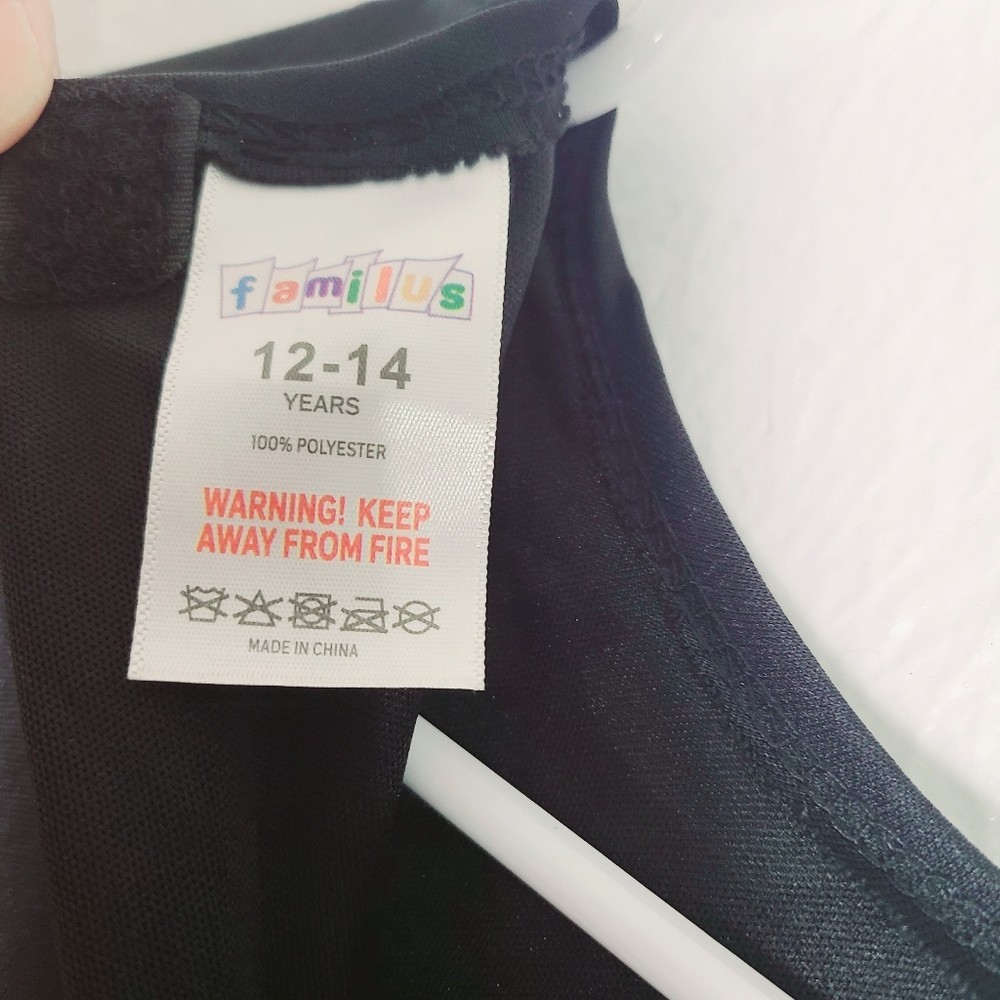 familus
12-14
YEARS
100% POLYESTER
WARNING! KEEP
AWAY FROM FIRE
MADE IN CHINA